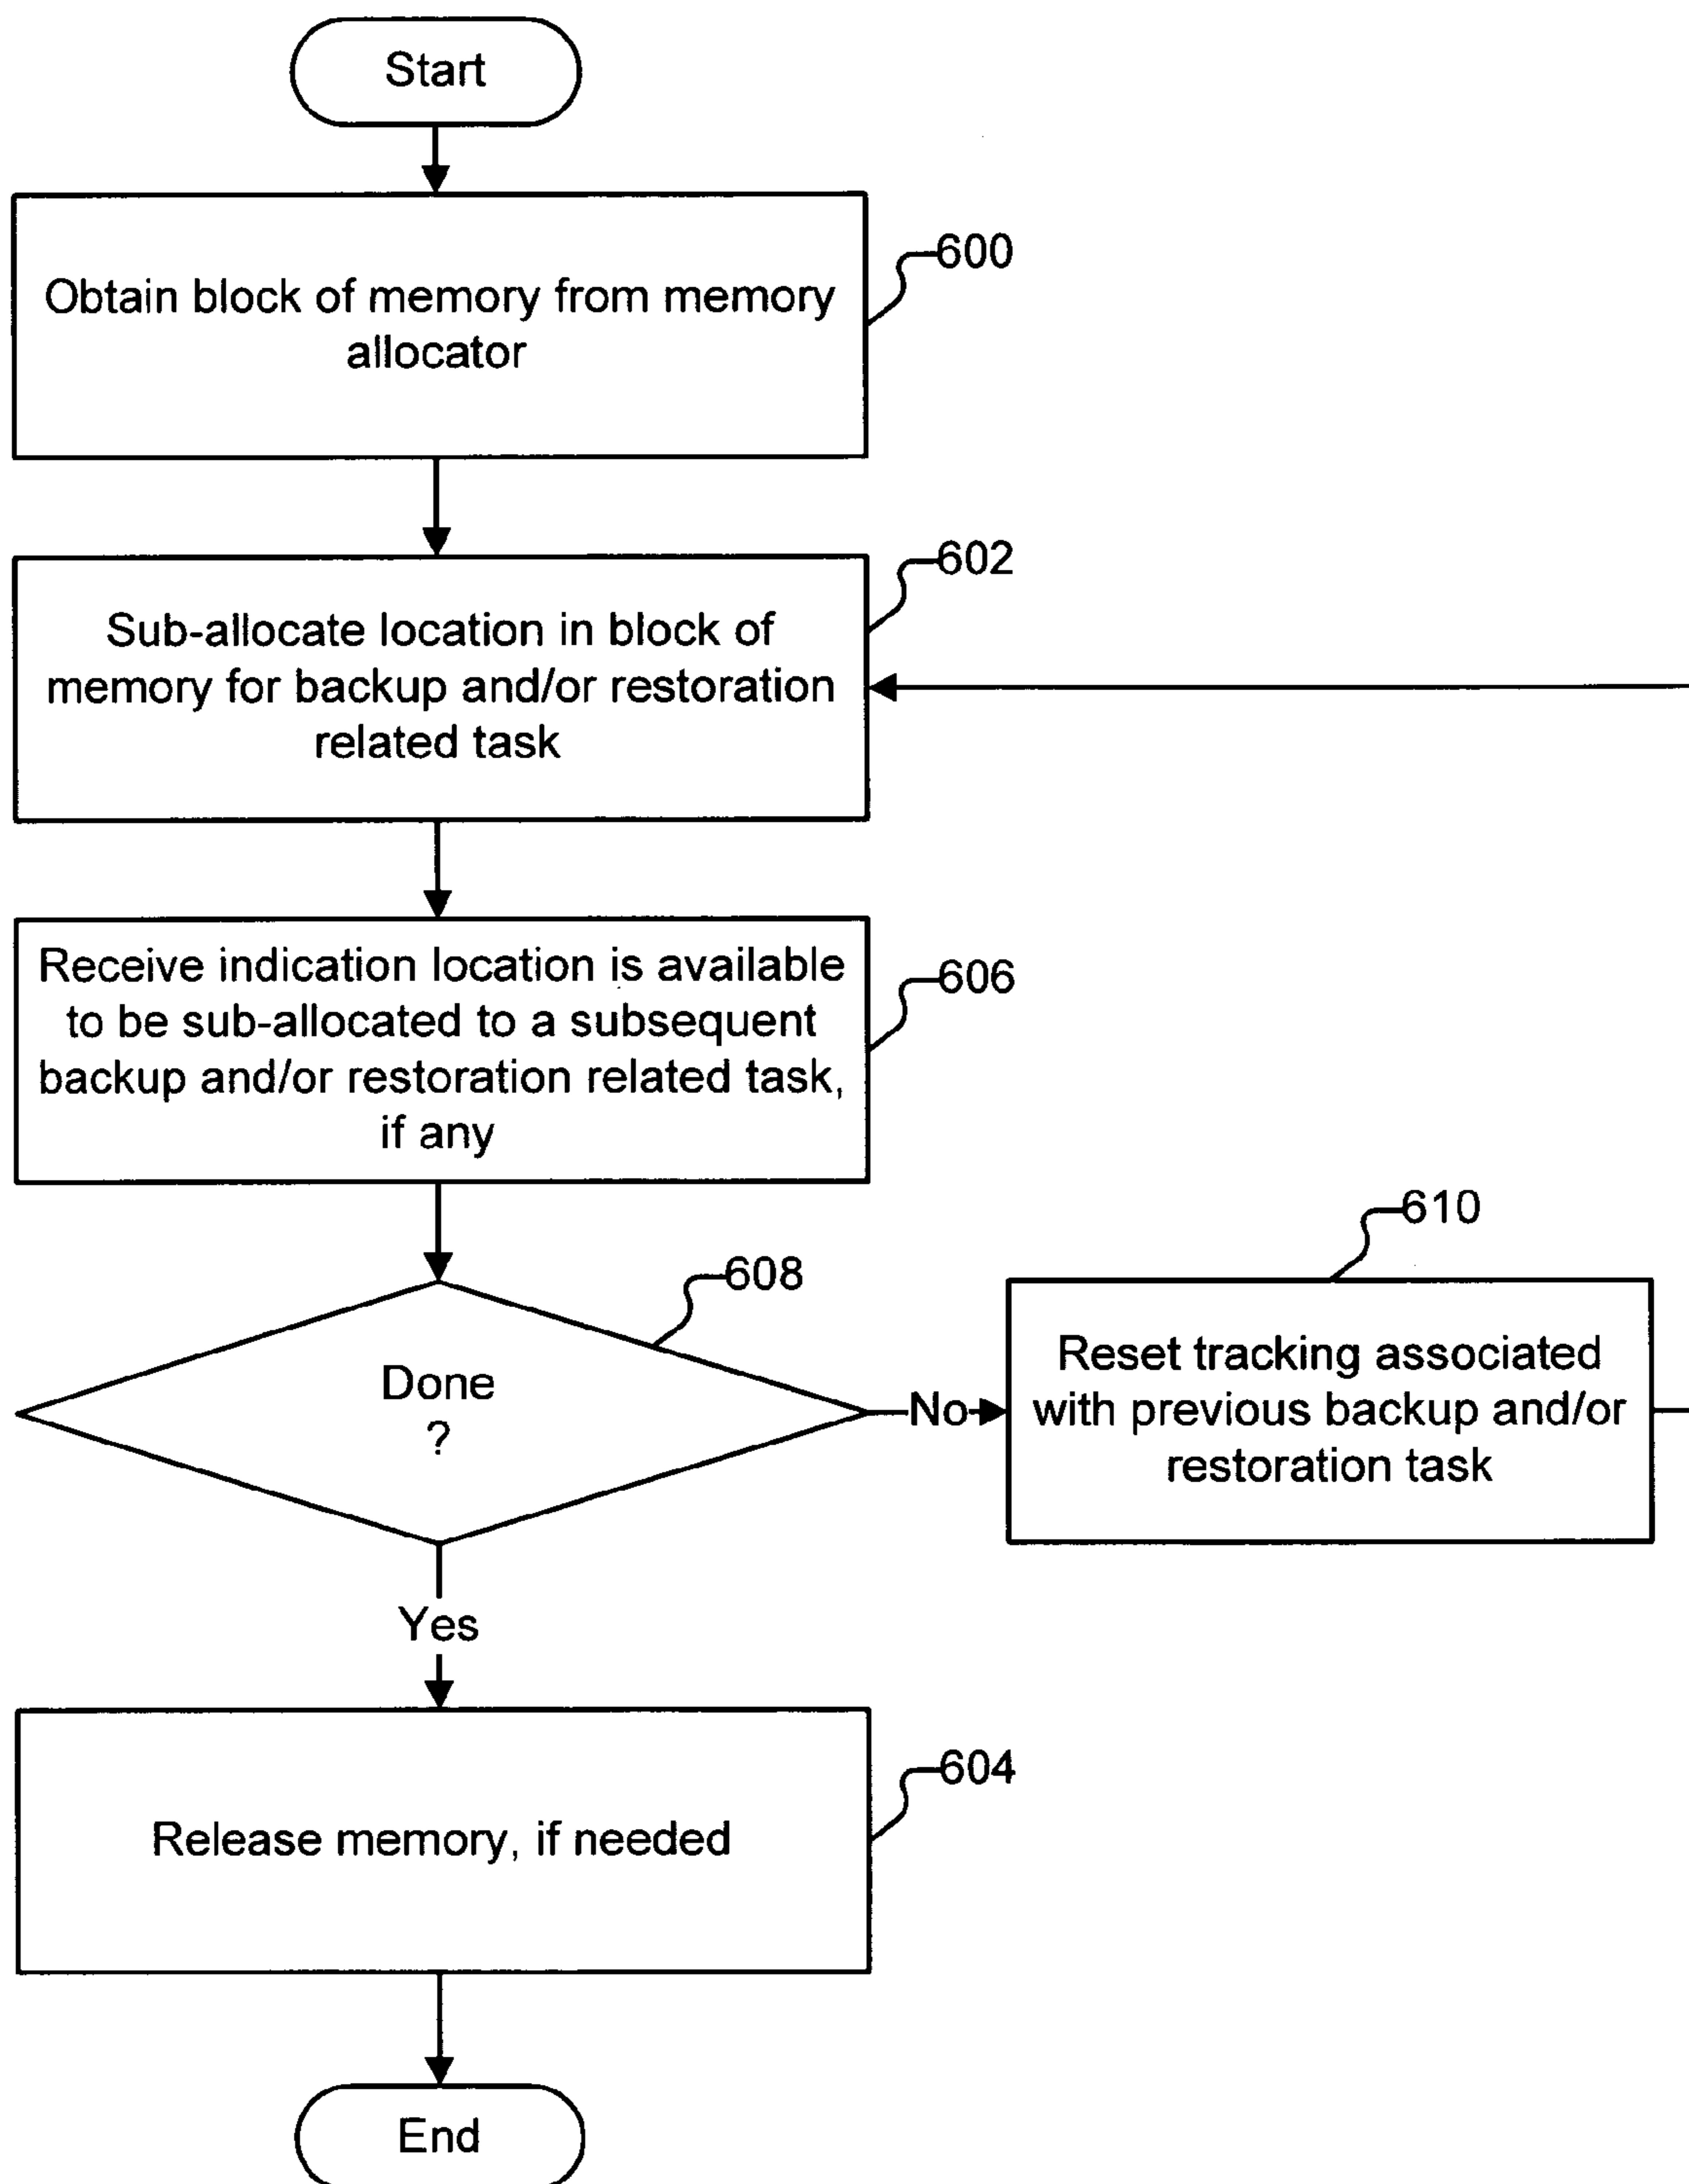 Start
Obtain block of memory from memory
allocator
600
Sub-allocate location in block of
memory for backup and/or restoration
related task
602
Receive indication location is available
to be sub-allocated to a subsequent
backup and/or restoration related task,
if any
606
Done
?
608
No
Reset tracking associated
with previous backup and/or
restoration task
610
Yes
Release memory, if needed
604
End